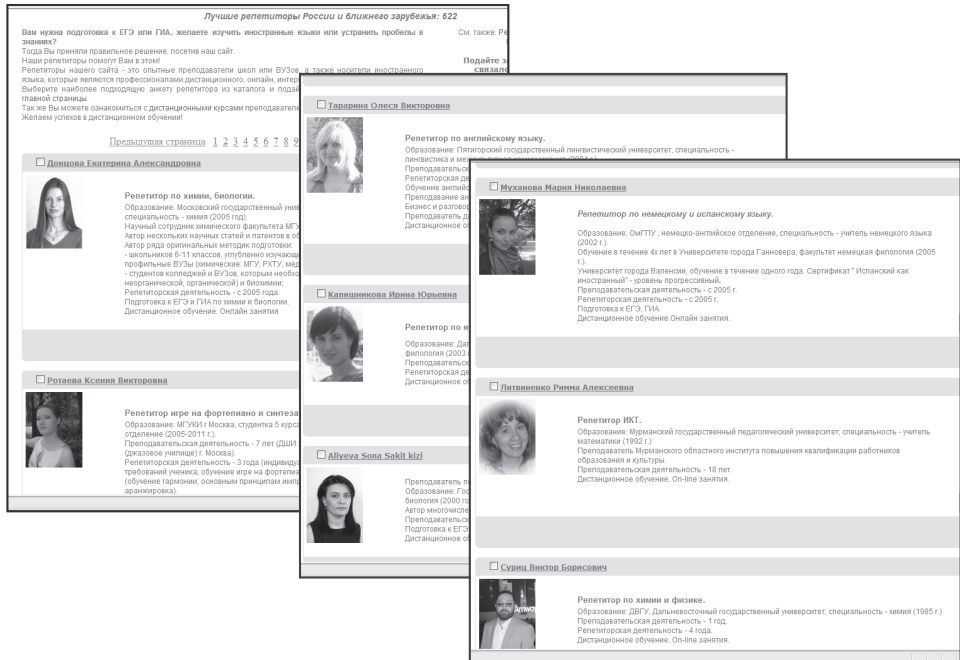 Лучшие репетиторы России и ближнего зарубежья: 622
Вам нужна подготовка к ЕГЭ или ГИА, желаете изучить иностранные языки или устранить пробелы в
знаниях?
Тогда Вы приняли правильное решение, посетив наш сайт.
Наши репетиторы помогут Вам в этом!
Репетиторы нашего сайта - это опытные преподаватели школ или ВУЗов, а также носители иностранного
языка, которые являются профессионалами дистанционного, онлайн,
Выберите наиболее подходящую анкету репетитора из каталога и
главной страницы.
Так же Вы можете ознакомиться с дистанционными курсами
Желаем успехов в дистанционном обучении!
См. также:
Подайте
Предыдущая страница 1 2 3 4 5 6 7 8 9
Донцова Екатерина Александровна
Репетитор по химии, биологии.
Образование: Московский государственный
специальность - химия (2005 год).
Научный сотрудник химического факультета МГУ
Автор нескольких научных статей и патентов в
Автор ряда оригинальных методик подготовки:
- школьников 6-11 классов, углубленно
профильные ВУЗы (химические: МГУ, РХТУ,
- студентов колледжей и ВУЗов, которым
неорганической, органической) и биохимии;
Репетиторская деятельность - с 2005 года.
Подготовка к ЕГЭ и ГИА по химии и биологии.
Дистанционное обучение. Онлайн занятия
Ротаева Ксения Викторовна
Репетитор игре на фортепиано и
Образование: МГУКИ г Москва, студентка 5 курса
отделение (2005-2011 г.).
Преподавательская деятельность - 7 лет (ДШИ
(джазовое училище) г. Москва).
Репетиторская деятельность - 3 года
требований ученика; обучение игре на
(обучение гармонии, основным принципам
аранжировка).
Тарарина Олеся Викторовна
Репетитор по английскому языку.
Образование: Пятигорский государственный лингвистический университет, специальность -
лингвистика и
Преподавательск
Репетиторская
Обучение
Преподавание
Бизнес и
Преподаватель
Дистанционное
Капишникова Ирина Юрьевна
Репетитор по
Образование:
филология (2003
Преподавательск
Репетиторская
Дистанционное
Aliyeva Sona Sakit kizi
Преподаватель
Образование:
биология (2000
Автор
Преподавательск
Подготовка к ЕГЭ
Дистанционное
Муханова Мария Николаевна
Репетитор по немецкому и испанскому языку.
Образование: ОмГПУ , немецко-английское отделение, специальность - учитель немецкого языка
(2002 г.).
Обучение в течение 4х лет в Университете города Ганновера, факультет немецкая филология (2005
г.).
Университет города Валенсии, обучение в течение одного года. Сертификат " Испанский как
иностранный" - уровень прогрессивный.
Преподавательская деятельность - с 2005 г.
Репетиторская деятельность - с 2005 г.
Подготовка к ЕГЭ, ГИА.
Дистанционное обучение.Онлайн занятия.
Литвиненко Римма Алексеевна
Репетитор ИКТ.
Образование: Мурманский государственный педагогический университет; специальность - учитель
математики (1992 г.)
Преподаватель Мурманского областного института повышения квалификации работников
образования и культуры.
Преподавательская деятельность - 18 лет.
Дистанционное обучение. On-line занятия.
Суриц Виктор Борисович
Amway
Репетитор по химии и физике.
Образование: ДВГУ, Дальневосточный государственный университет; специальность - химия (1985 г.)
Преподавательская деятельность - 1 год.
Репетиторская деятельность - 4 года.
Дистанционное обучение. On-line занятия.